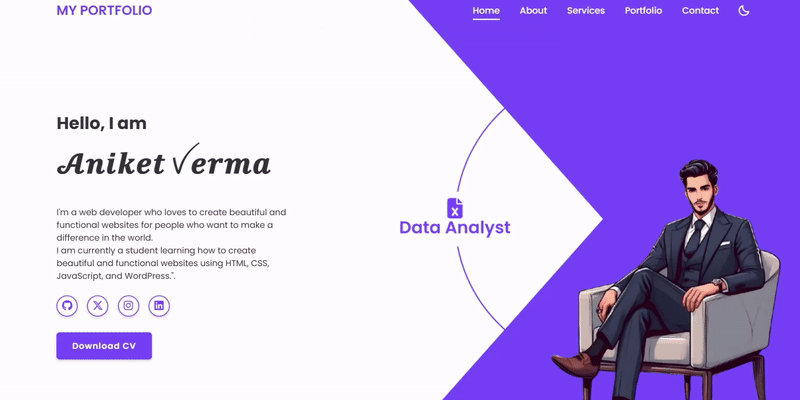 MY PORTFOLIO
Home About Services Portfolio Contact
Hello, I am
Aniket Verma
I'm a web developer who loves to create beautiful and
functional websites for people who want to make a
difference in the world.
I am currently a student learning how to create
beautiful and functional websites using HTML, CSS,
JavaScript, and WordPress.".
Data Analyst
Download CV